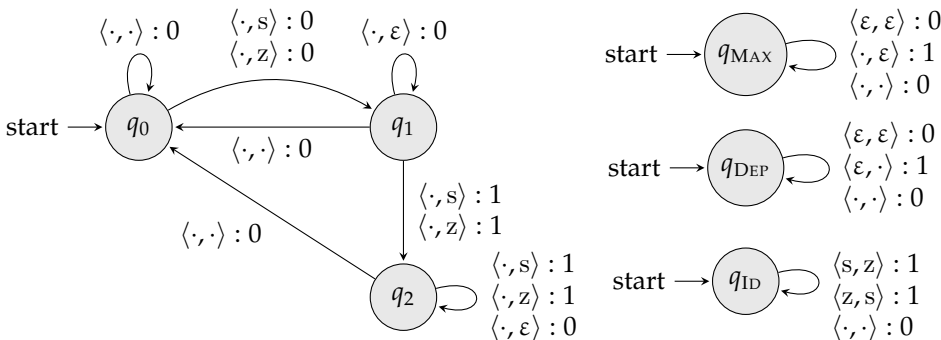 ⟨·, ·⟩ : 0
⟨·, s⟩ : 0
⟨·, z⟩ : 0
⟨·, ε⟩ : 0
start
q0
q1
⟨·, ·⟩ : 0
⟨·, s⟩ : 1
⟨·, z⟩ : 1
⟨·, ·⟩ : 0
q2
⟨·, s⟩ : 1
⟨·, z⟩ : 1
⟨·, ε⟩ : 0
start
qMAX
⟨ε, ε⟩ : 0
⟨·, ε⟩ : 1
⟨·, ·⟩ : 0
start
qDEP
⟨ε, ε⟩ : 0
⟨ε, ·⟩ : 1
⟨·, ·⟩ : 0
start
qID
⟨s, z⟩ : 1
⟨z, s⟩ : 1
⟨·, ·⟩ : 0